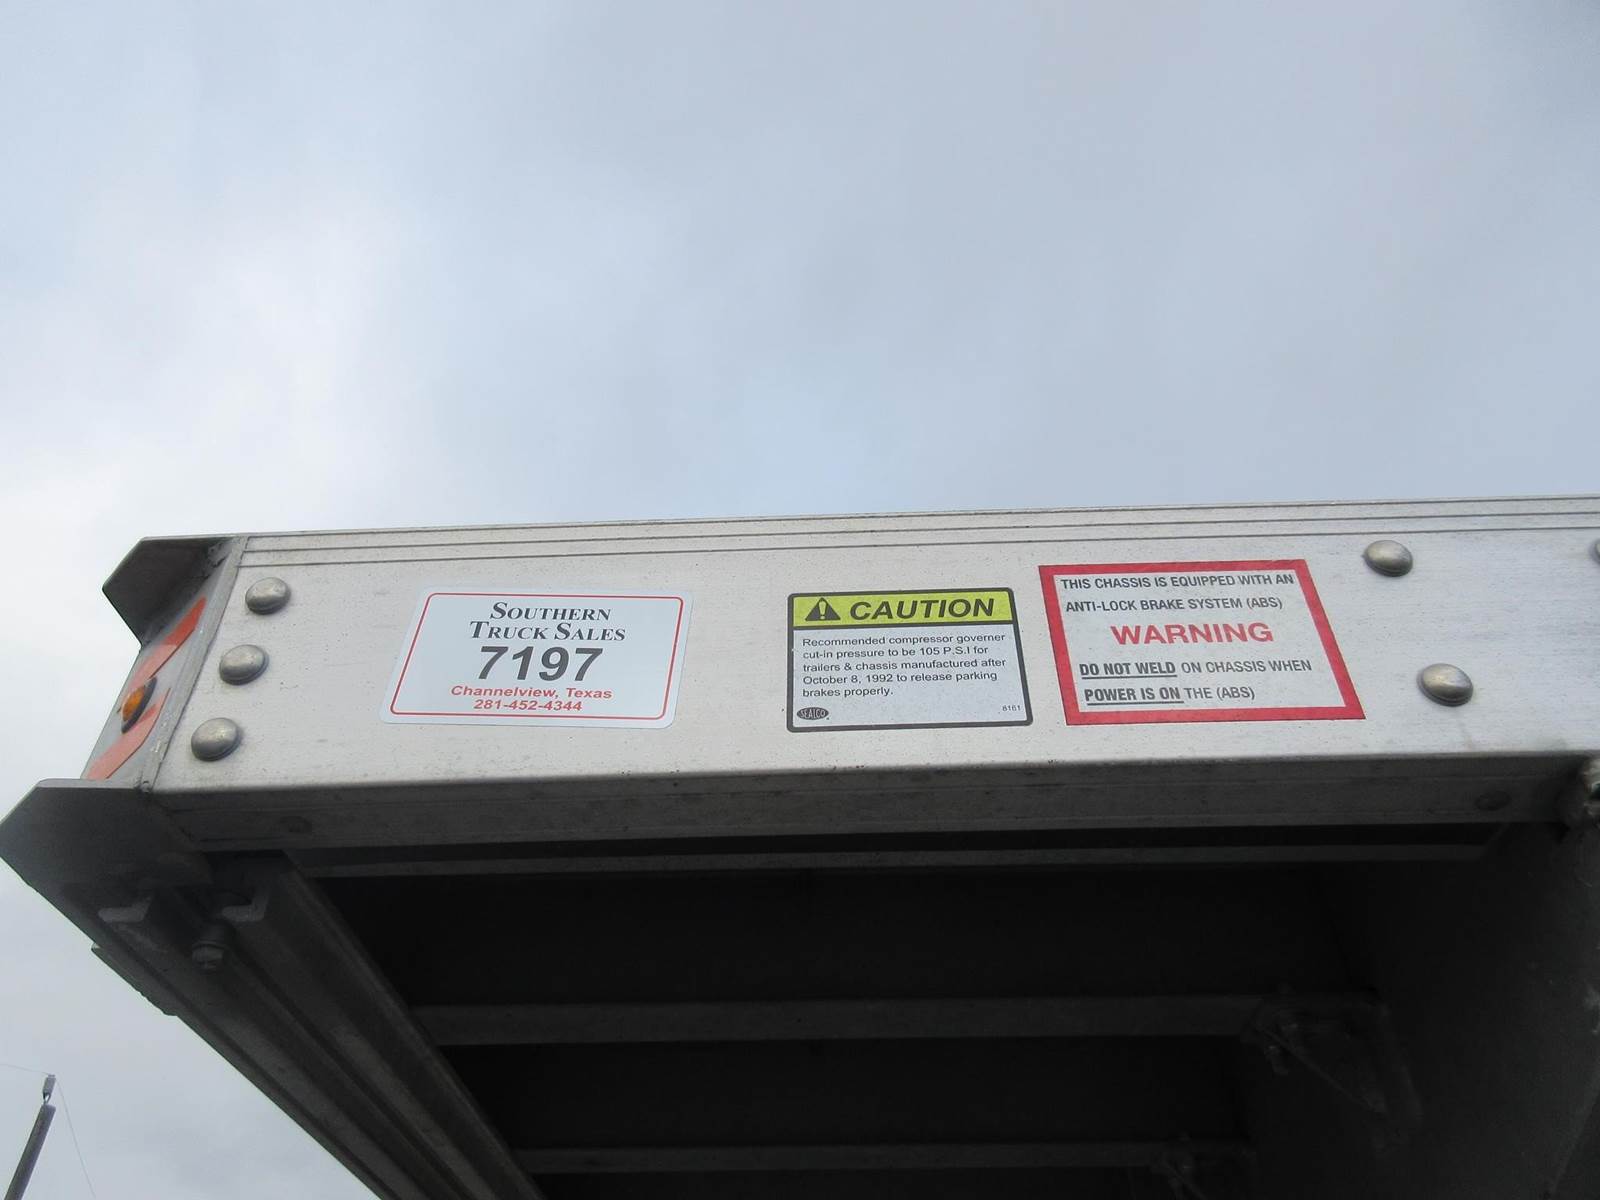 SOUTHERN
TRUCK SALES
7197
Channelview, Texas
281-452-4344
CAUTION
Recommended compressor governer
cut-in pressure to be 105 P.S.I for
trailers & chassis manufactured after
October 8, 1992 to release parking
brakes properly.
SEALCO
8161
THIS CHASSIS IS EQUIPPED WITH AN
ANTI-LOCK BRAKE SYSTEM (ABS)
WARNING
DO NOT WELD ON CHASSIS WHEN
POWER IS ON THE (ABS)